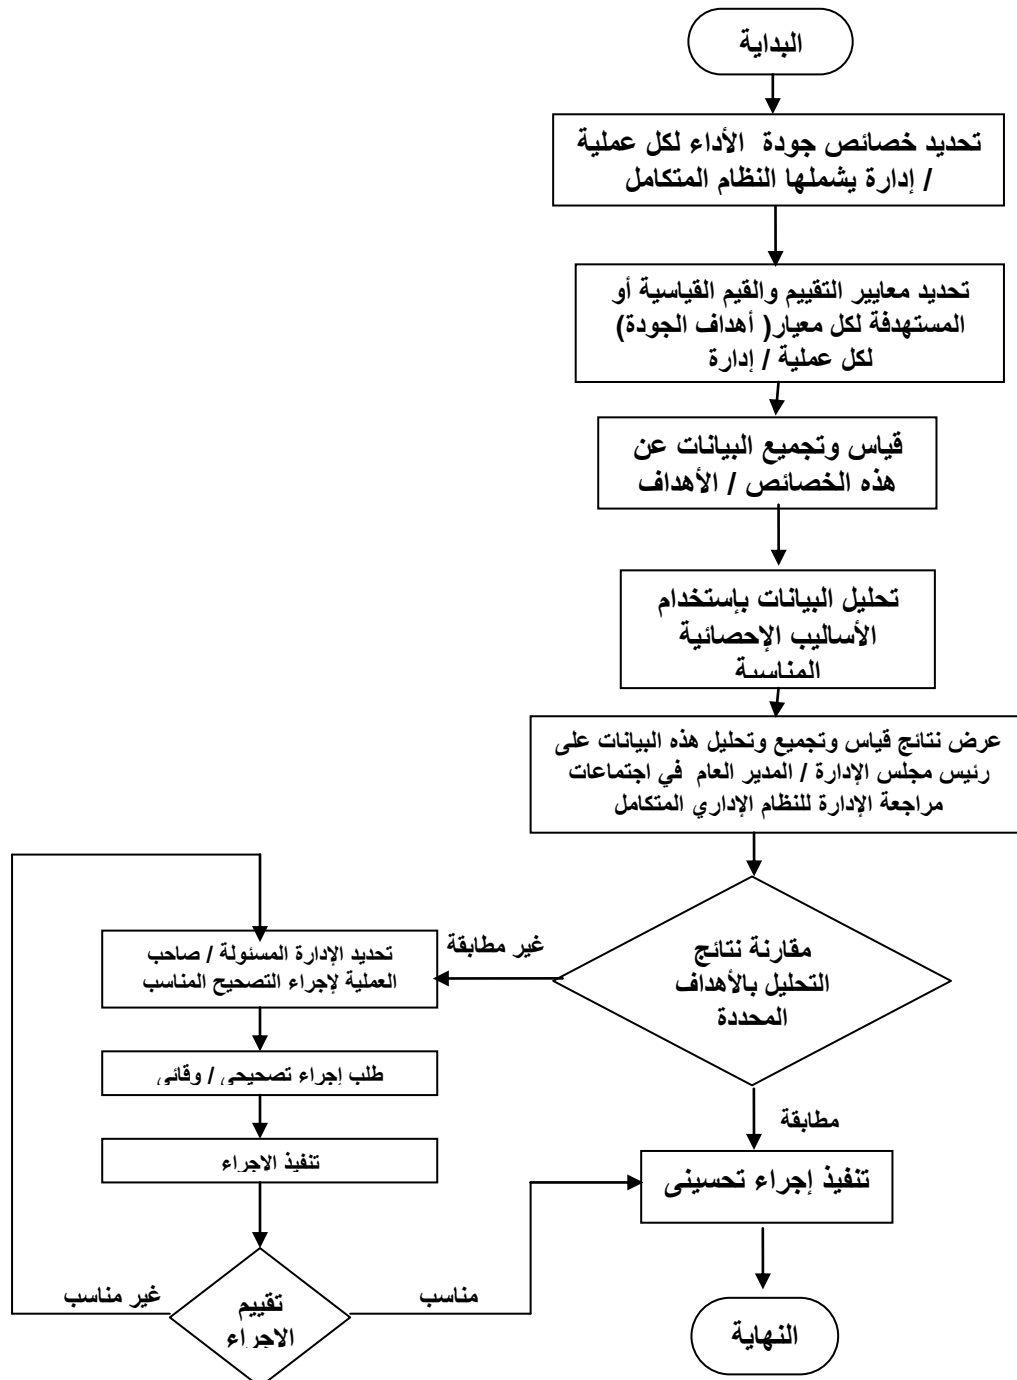 البداية
تحديد خصائص جودة الأداء لكل عملية
/ إدارة يشملها النظام المتكامل
تحديد معايير التقييم والقيم القياسية أو
المستهدفة لكل معيار( أهداف الجودة)
لكل عملية / إدارة
قياس وتجميع البيانات عن
هذه الخصائص / الأهداف
تحليل البيانات بإستخدام
الأساليب الإحصائية
المناسبة
عرض نتائج قياس وتجميع وتحليل هذه البيانات على
رئيس مجلس الإدارة / المدير العام في اجتماعات
مراجعة الإدارة للنظام الإداري المتكامل
مقارنة نتائج
التحليل بالأهداف
المحددة
غير مطابقة
تحديد الإدارة المسئولة / صاحب
العملية لإجراء التصحيح المناسب
طلب إجراء تصحيحى / وقائى
تنفيذ الاجراء
مطابقة
تنفيذ إجراء تحسينى
تقييم
الاجراء
غير مناسب
مناسب
النهاية